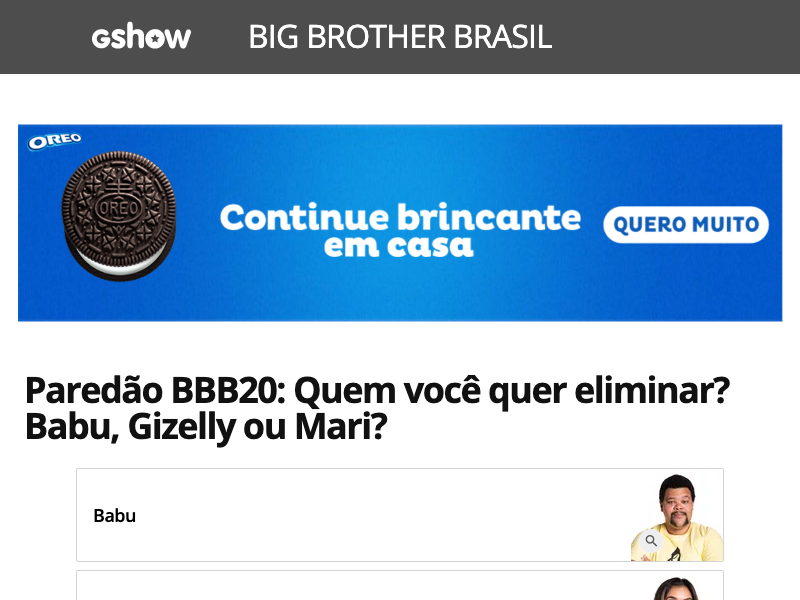 gshow
BIG BROTHER BRASIL
OREO
OREO
Continue brincante
em casa
QUERO MUITO
Paredão BBB20: Quem você quer eliminar?
Babu, Gizelly ou Mari?
Babu